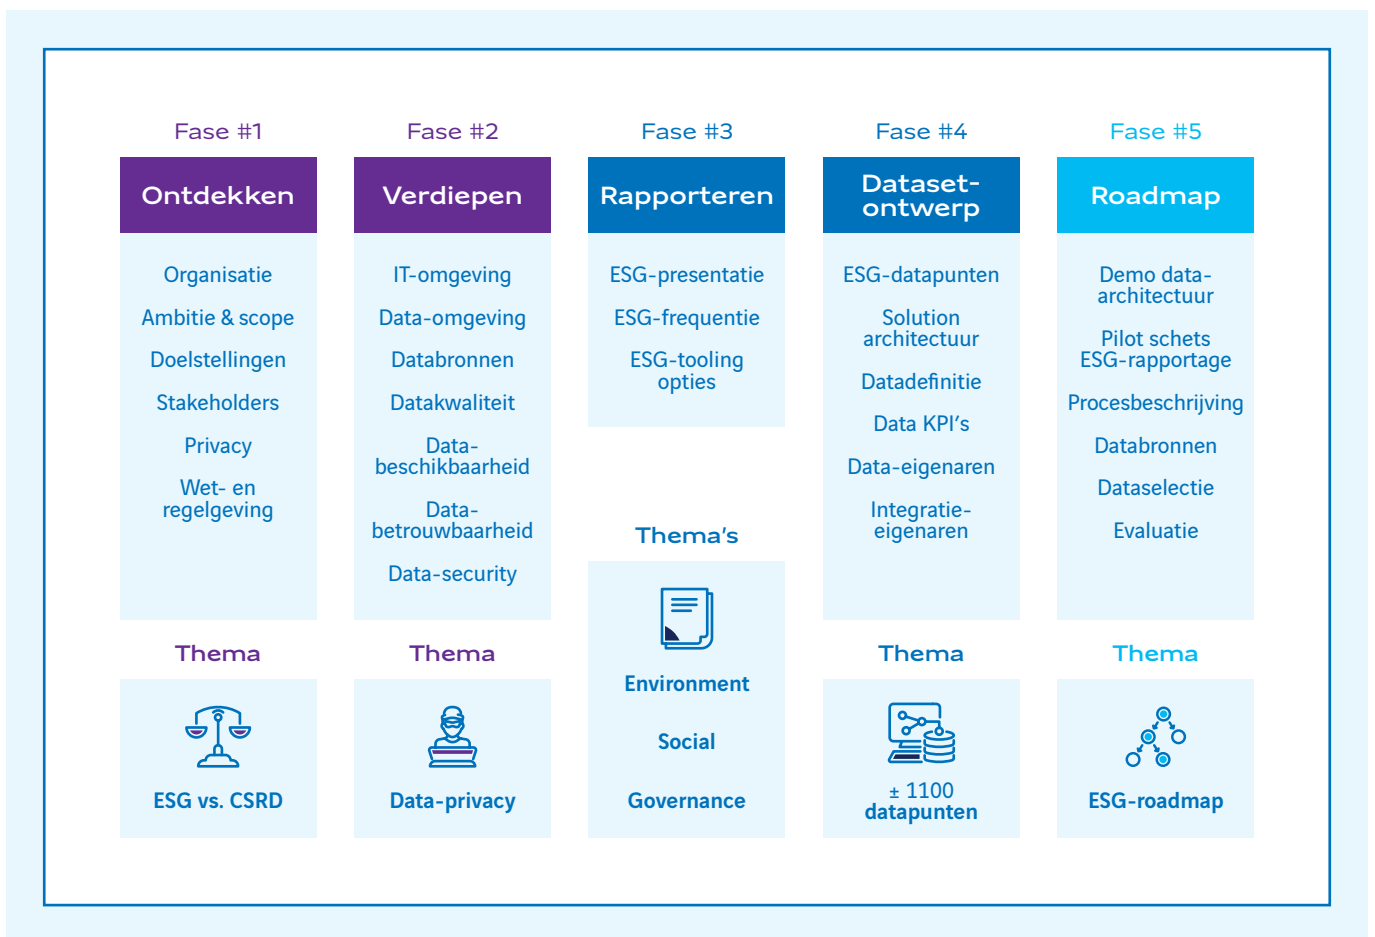 Fase #1
Ontdekken
Organisatie
Ambitie & scope
Doelstellingen
Stakeholders
Privacy
Wet- en
regelgeving
Thema
ESG vs. CSRD
Fase #2
Verdiepen
IT-omgeving
Data-omgeving
Databronnen
Datakwaliteit
Data-
beschikbaarheid
Data-
betrouwbaarheid
Data-security
Thema
Data-privacy
Fase #3
Rapporteren
ESG-presentatie
ESG-frequentie
ESG-tooling
opties
Thema's
Environment
Social
Governance
Fase #4
Dataset-
ontwerp
ESG-datapunten
Solution
architectuur
Datadefinitie
Data KPI's
Data-eigenaren
Integratie-
eigenaren
Thema
± 1100
datapunten
Fase #5
Roadmap
Demo data-
architectuur
Pilot schets
ESG-rapportage
Procesbeschrijving
Databronnen
Dataselectie
Evaluatie
Thema
ESG-roadmap